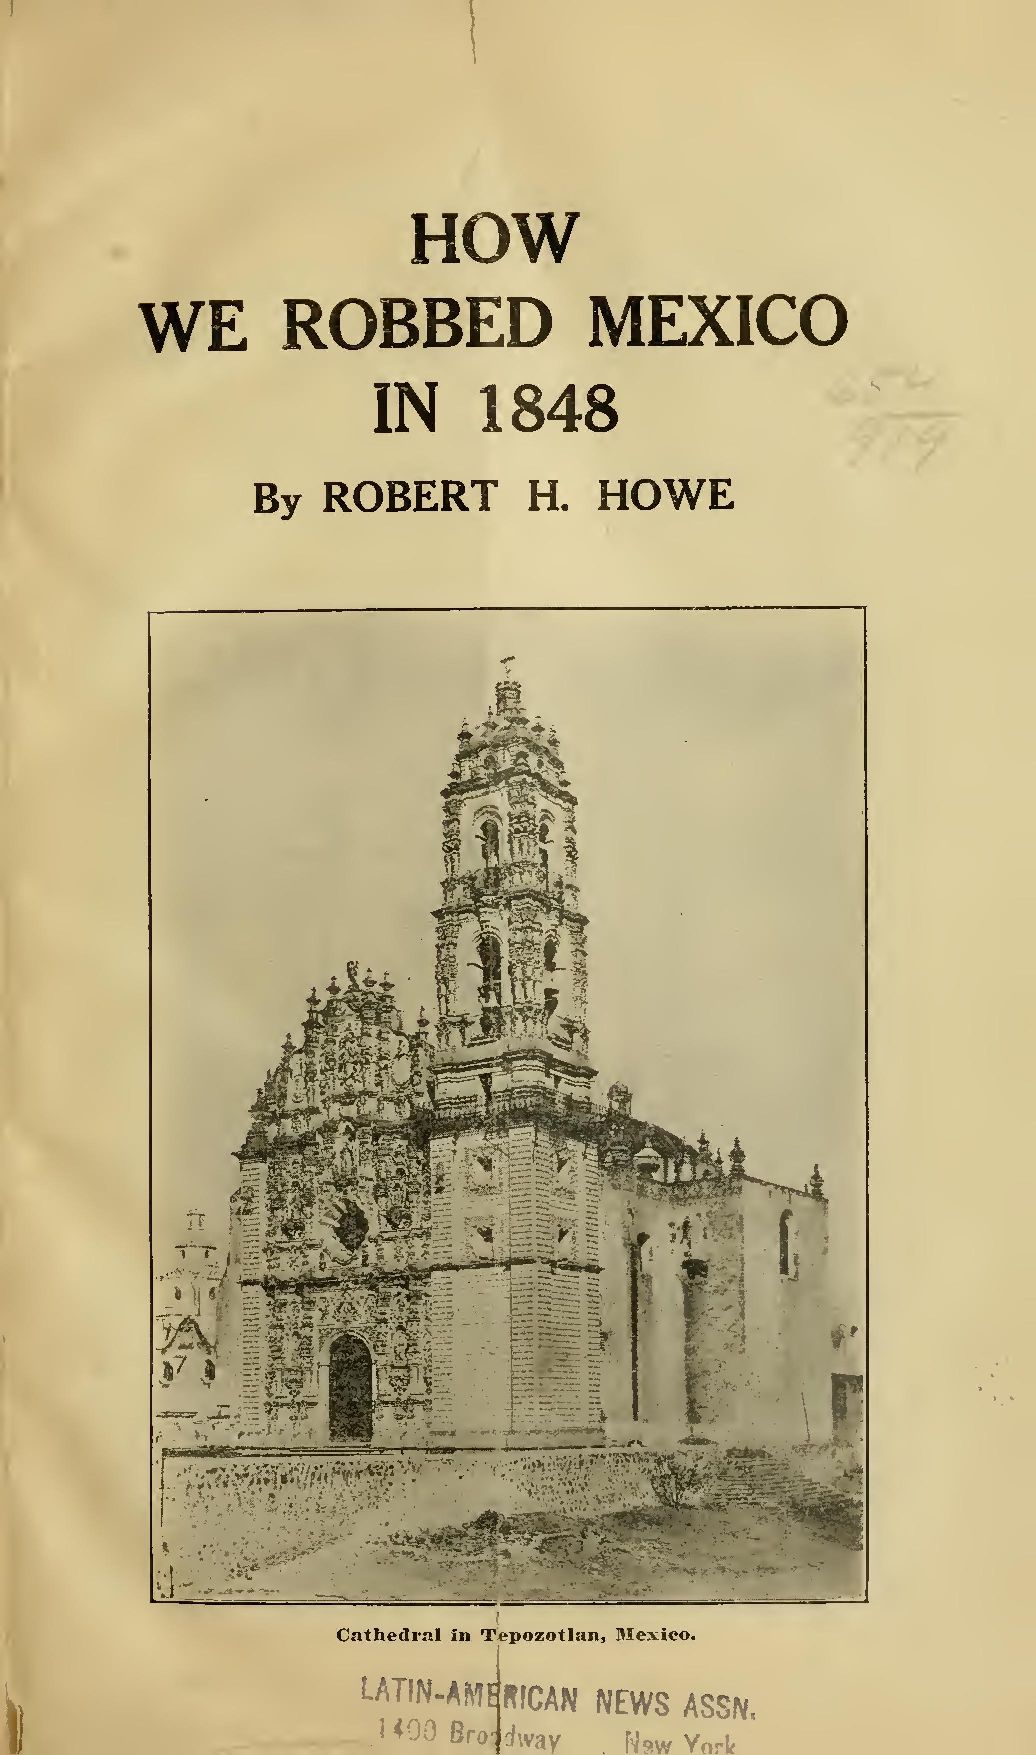 HOW
WE ROBBED MEXICO
IN 1848
By ROBERT H. HOWE
Cathedral in Tepozotlan, Mexico.
LATIN-AMERICAN NEWS ASSN.
1400 Broadway New York